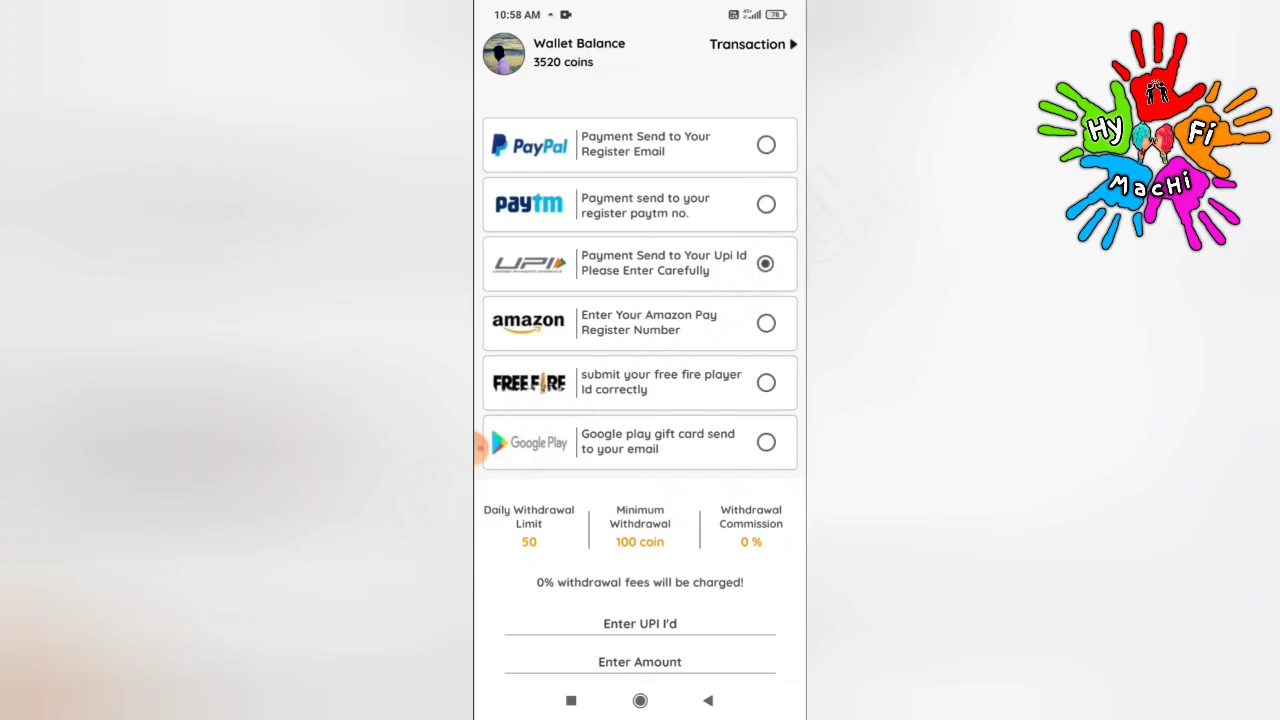 10:58 AM
4G+
78
Wallet Balance
3520 coins
Transaction
PayPal
Payment Send to Your
Register Email
paytm
Payment send to your
register paytm no.
UPI
Payment Send to Your Upi Id
Please Enter Carefully
amazon
Enter Your Amazon Pay
Register Number
FREE FIRE
submit your free fire player
Id correctly
Google Play
Google play gift card send
to your email
Daily Withdrawal
Limit
50
Minimum
Withdrawal
100 coin
Withdrawal
Commission
0 %
0% withdrawal fees will be charged!
Enter UPI I'd
Enter Amount
Hy
Fi
MacHi